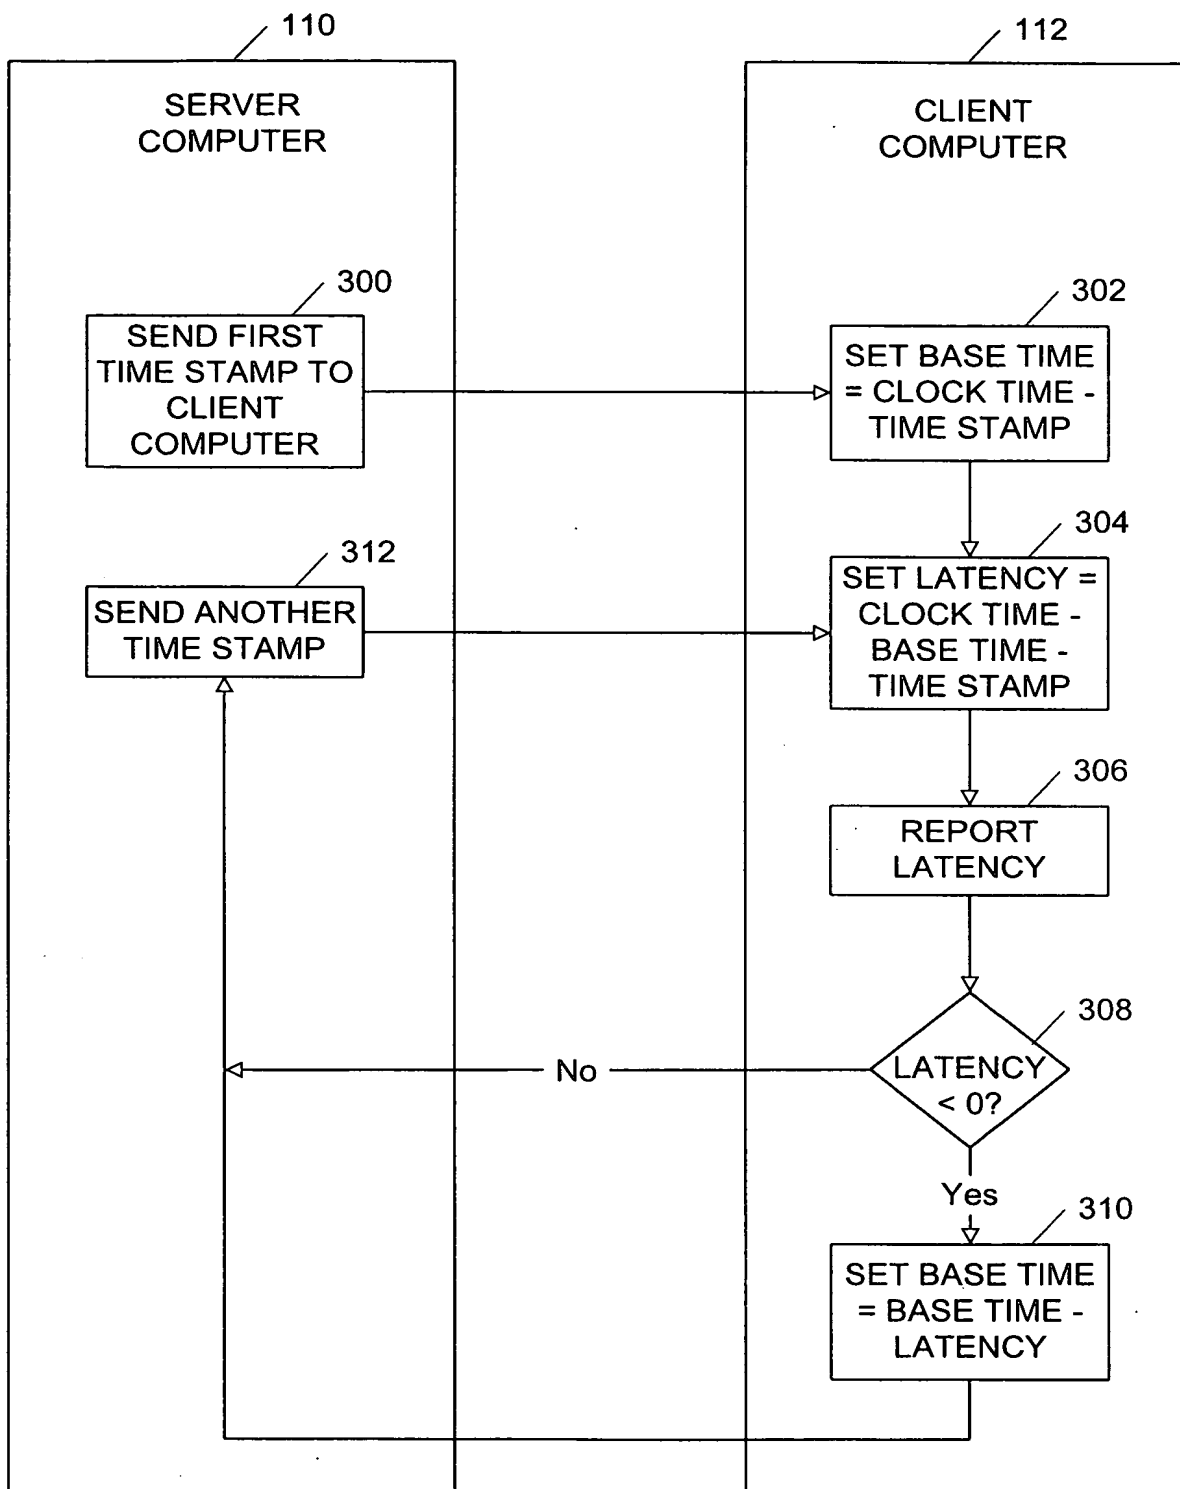 110
112
SERVER
COMPUTER
CLIENT
COMPUTER
300
SEND FIRST
TIME STAMP TO
CLIENT
COMPUTER
302
SET BASE TIME
= CLOCK TIME -
TIME STAMP
312
SEND ANOTHER
TIME STAMP
304
SET LATENCY =
CLOCK TIME -
BASE TIME -
TIME STAMP
306
REPORT
LATENCY
308
LATENCY
< 0?
No
Yes
310
SET BASE TIME
= BASE TIME -
LATENCY